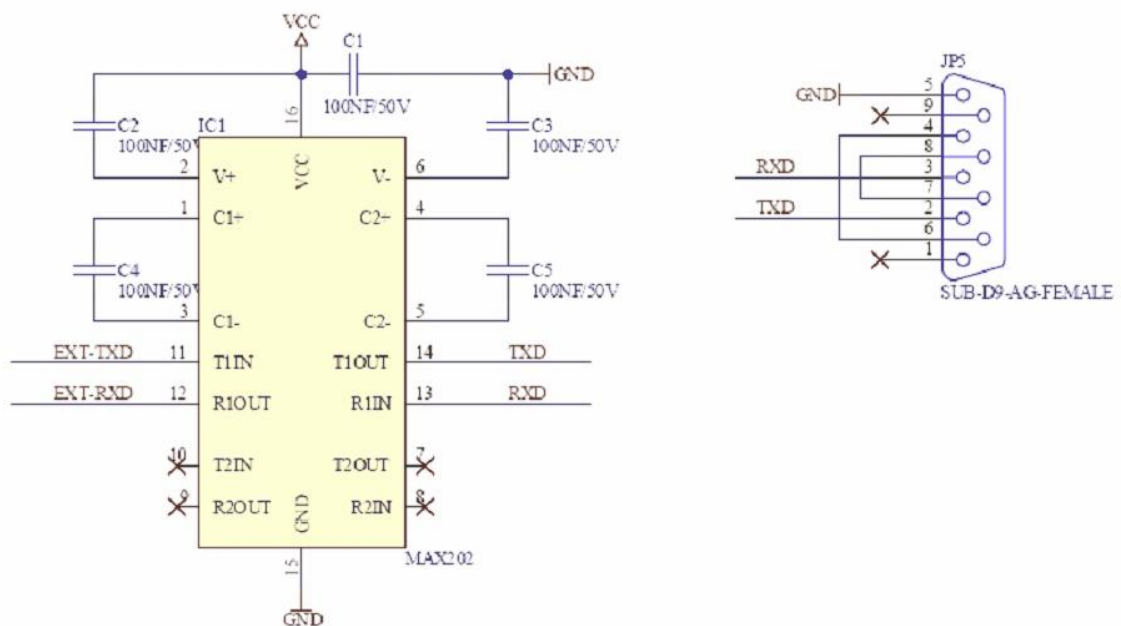 VCC
C1
GND
100NF/50V
16
C2
100NF/50V
IC1
C3
100NF/50V
2
V+
VCC
V-
6
1
C1+
C2+
4
C4
100NF/50V
C5
100NF/50V
3
C1-
C2-
5
EXT-TXD
11
T1IN
T1OUT
14
TXD
EXT-RXD
12
R1OUT
R1IN
13
RXD
10
T2IN
T2OUT
7
9
R2OUT
GND
R2IN
8
MAX202
15
GND
JP5
GND
5
9
4
8
RXD
3
7
TXD
2
6
1
SUB-D9-AG-FEMALE